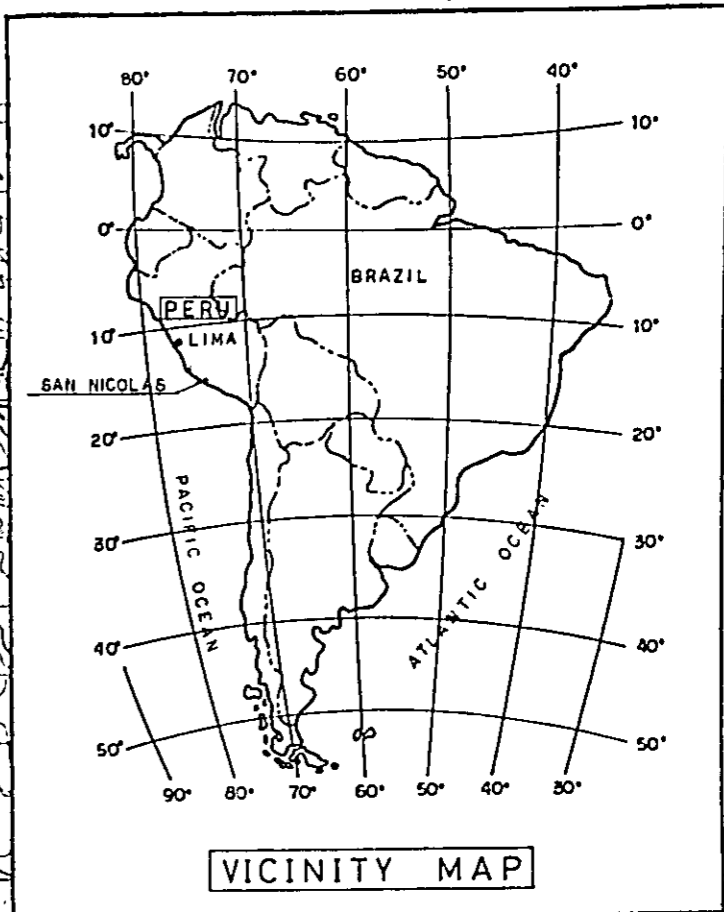 80° 70° 60° 50° 40°
10° 10°
0° 0°
BRAZIL
PERU
10° 10°
LIMA
SAN NICOLAS
20° 20°
PACIFIC OCEAN
ATLANTIC OCEAN
30° 30°
40° 40°
50° 50°
90° 80° 70° 60° 50° 40° 30°
VICINITY MAP